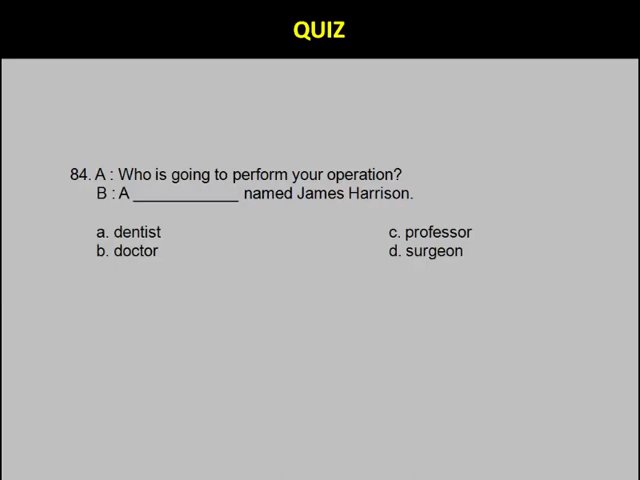 QUIZ
84. A : Who is going to perform your operation?
B : A ____________ named James Harrison.
a. dentist
b. doctor
c. professor
d. surgeon